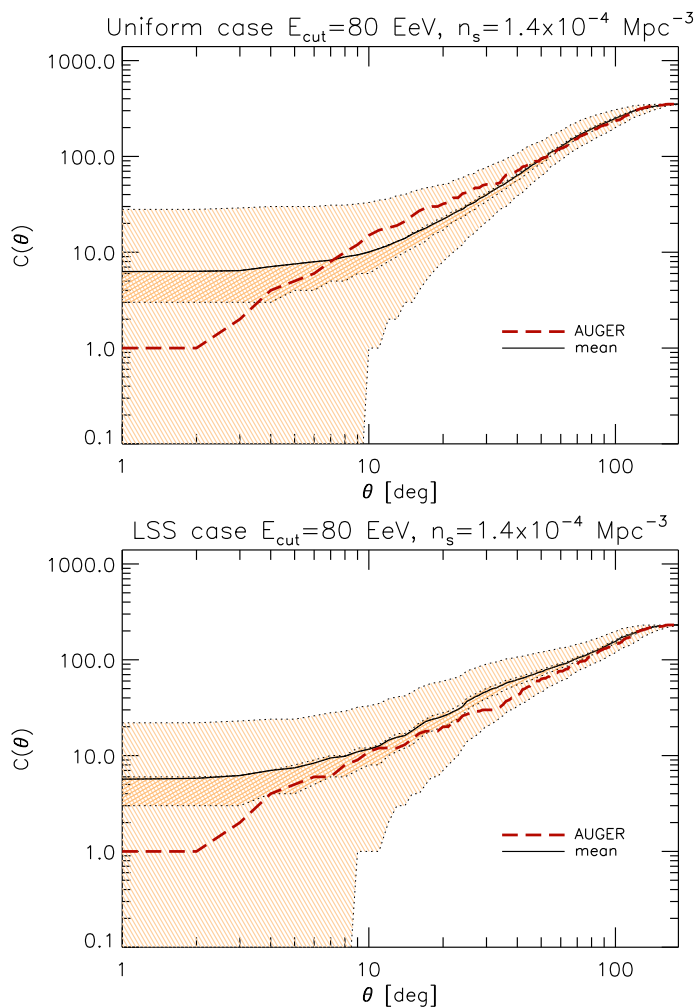 Uniform case E_cut=80 EeV, n_s=1.4x10^-4 Mpc^-3
1000.0
100.0
10.0
1.0
0.1
C(θ)
AUGER
mean
1 10 100
θ [deg]
LSS case E_cut=80 EeV, n_s=1.4x10^-4 Mpc^-3
1000.0
100.0
10.0
1.0
0.1
C(θ)
AUGER
mean
1 10 100
θ [deg]